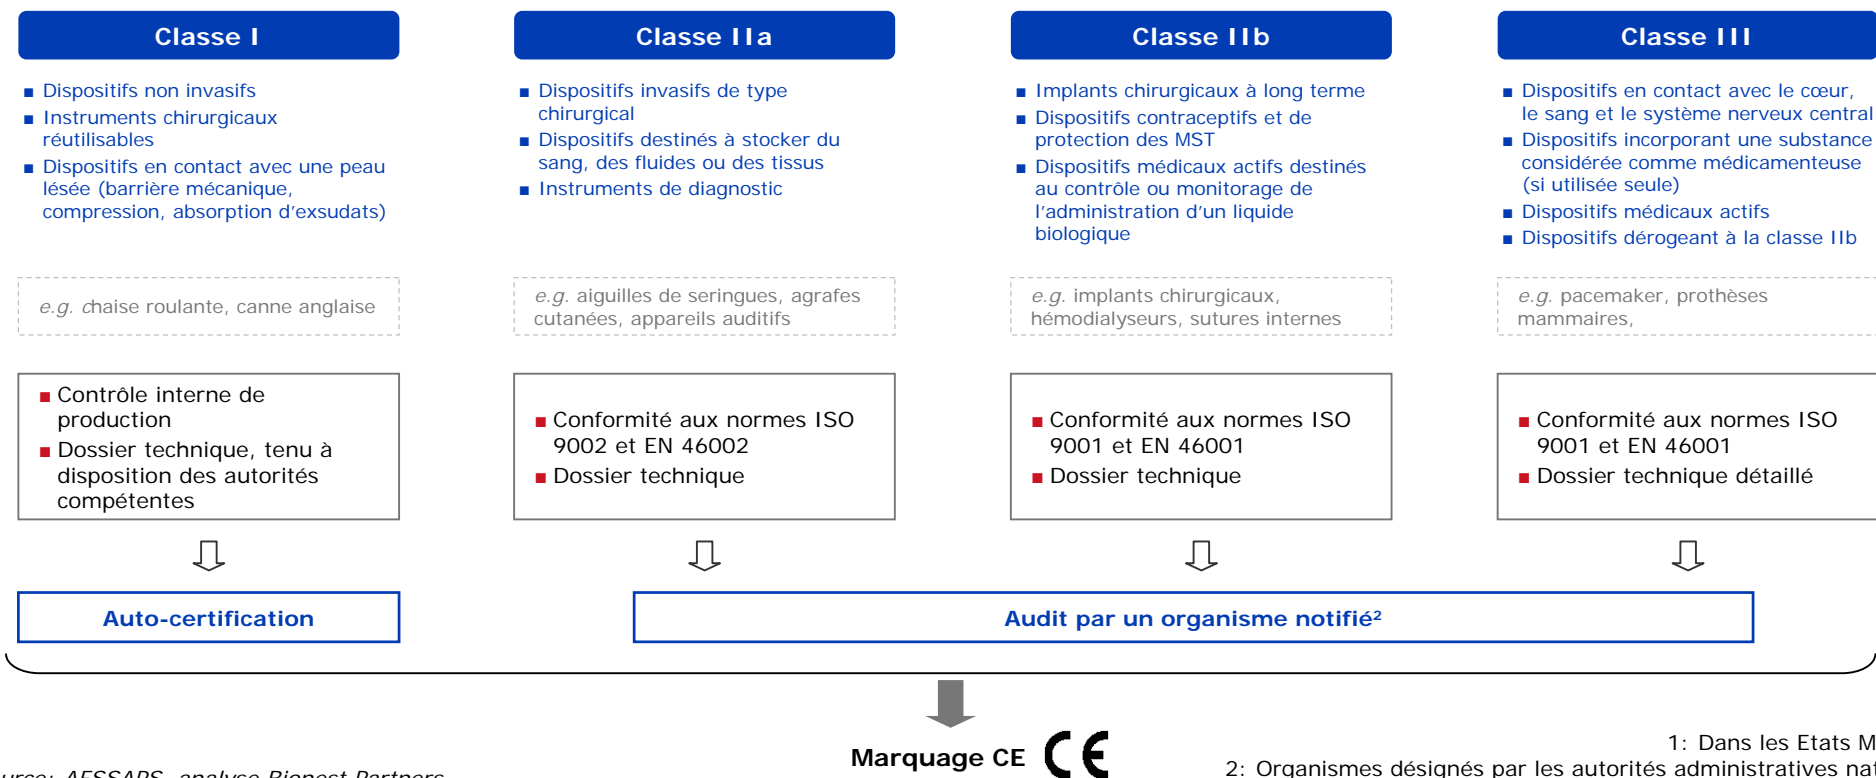 Classe I
Dispositifs non invasifs
Instruments chirurgicaux
réutilisables
Dispositifs en contact avec une peau
lésée (barrière mécanique,
compression, absorption d'exsudats)
e.g. chaise roulante, canne anglaise
Contrôle interne de
production
Dossier technique, tenu à
disposition des autorités
compétentes
Auto-certification
Classe IIa
Dispositifs invasifs de type
chirurgical
Dispositifs destinés à stocker du
sang, des fluides ou des tissus
Instruments de diagnostic
e.g. aiguilles de seringues, agrafes
cutanées, appareils auditifs
Conformité aux normes ISO
9002 et EN 46002
Dossier technique
Classe IIb
Implants chirurgicaux à long terme
Dispositifs contraceptifs et de
protection des MST
Dispositifs médicaux actifs destinés
au contrôle ou monitorage de
l'administration d'un liquide
biologique
e.g. implants chirurgicaux,
hémodialyseurs, sutures internes
Conformité aux normes ISO
9001 et EN 46001
Dossier technique
Classe III
Dispositifs en contact avec le cœur,
le sang et le système nerveux central
Dispositifs incorporant une substance
considérée comme médicamenteuse
(si utilisée seule)
Dispositifs médicaux actifs
Dispositifs dérogeant à la classe IIb
e.g. pacemaker, prothèses
mammaires,
Conformité aux normes ISO
9001 et EN 46001
Dossier technique détaillé
Audit par un organisme notifié²
Marquage CE CE
1: Dans les Etats M
2: Organismes désignés par les autorités administratives nat
urce: AFSSAPS, analyse Bionest Partners